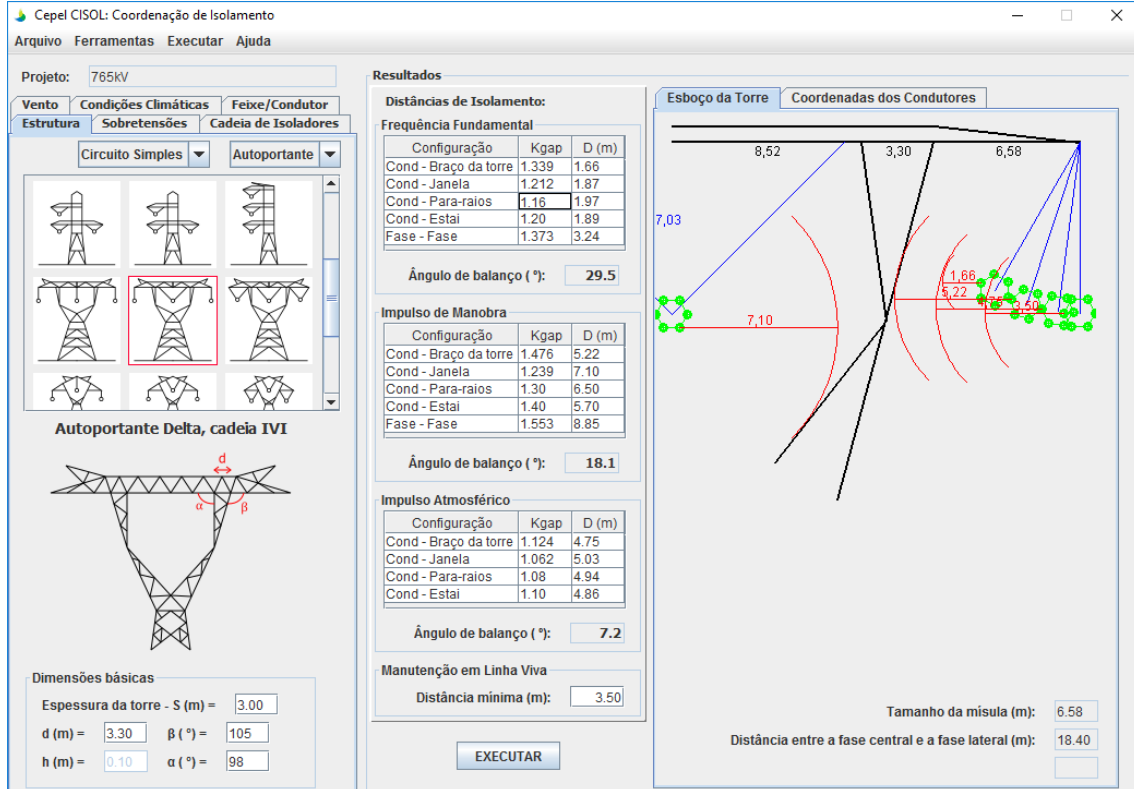 Cepel CISOL: Coordenação de Isolamento
Arquivo Ferramentas Executar Ajuda
Projeto: 765kV
Vento Condições Climáticas Feixe/Condutor
Estrutura Sobretensões Cadeia de Isoladores
Circuito Simples Autoportante
Autoportante Delta, cadeia IVI
d
α β
Dimensões básicas
Espessura da torre - S (m) = 3.00
d (m) = 3.30 β ( º) = 105
h (m) = 0.10 α ( º) = 98
Resultados
Distâncias de Isolamento:
Frequência Fundamental
Configuração Kgap D (m)
Cond - Braço da torre 1.339 1.66
Cond - Janela 1.212 1.87
Cond - Para-raios 1.16 1.97
Cond - Estai 1.20 1.89
Fase - Fase 1.373 3.24
Ângulo de balanço ( º): 29.5
Impulso de Manobra
Configuração Kgap D (m)
Cond - Braço da torre 1.476 5.22
Cond - Janela 1.239 7.10
Cond - Para-raios 1.30 6.50
Cond - Estai 1.40 5.70
Fase - Fase 1.553 8.85
Ângulo de balanço ( º): 18.1
Impulso Atmosférico
Configuração Kgap D (m)
Cond - Braço da torre 1.124 4.75
Cond - Janela 1.062 5.03
Cond - Para-raios 1.08 4.94
Cond - Estai 1.10 4.86
Ângulo de balanço ( º): 7.2
Manutenção em Linha Viva
Distância mínima (m): 3.50
EXECUTAR
Esboço da Torre Coordenadas dos Condutores
8,52 3,30 6,58
7,03
1,66
5,22
4,75 3,50
7,10
Tamanho da mísula (m): 6.58
Distância entre a fase central e a fase lateral (m): 18.40